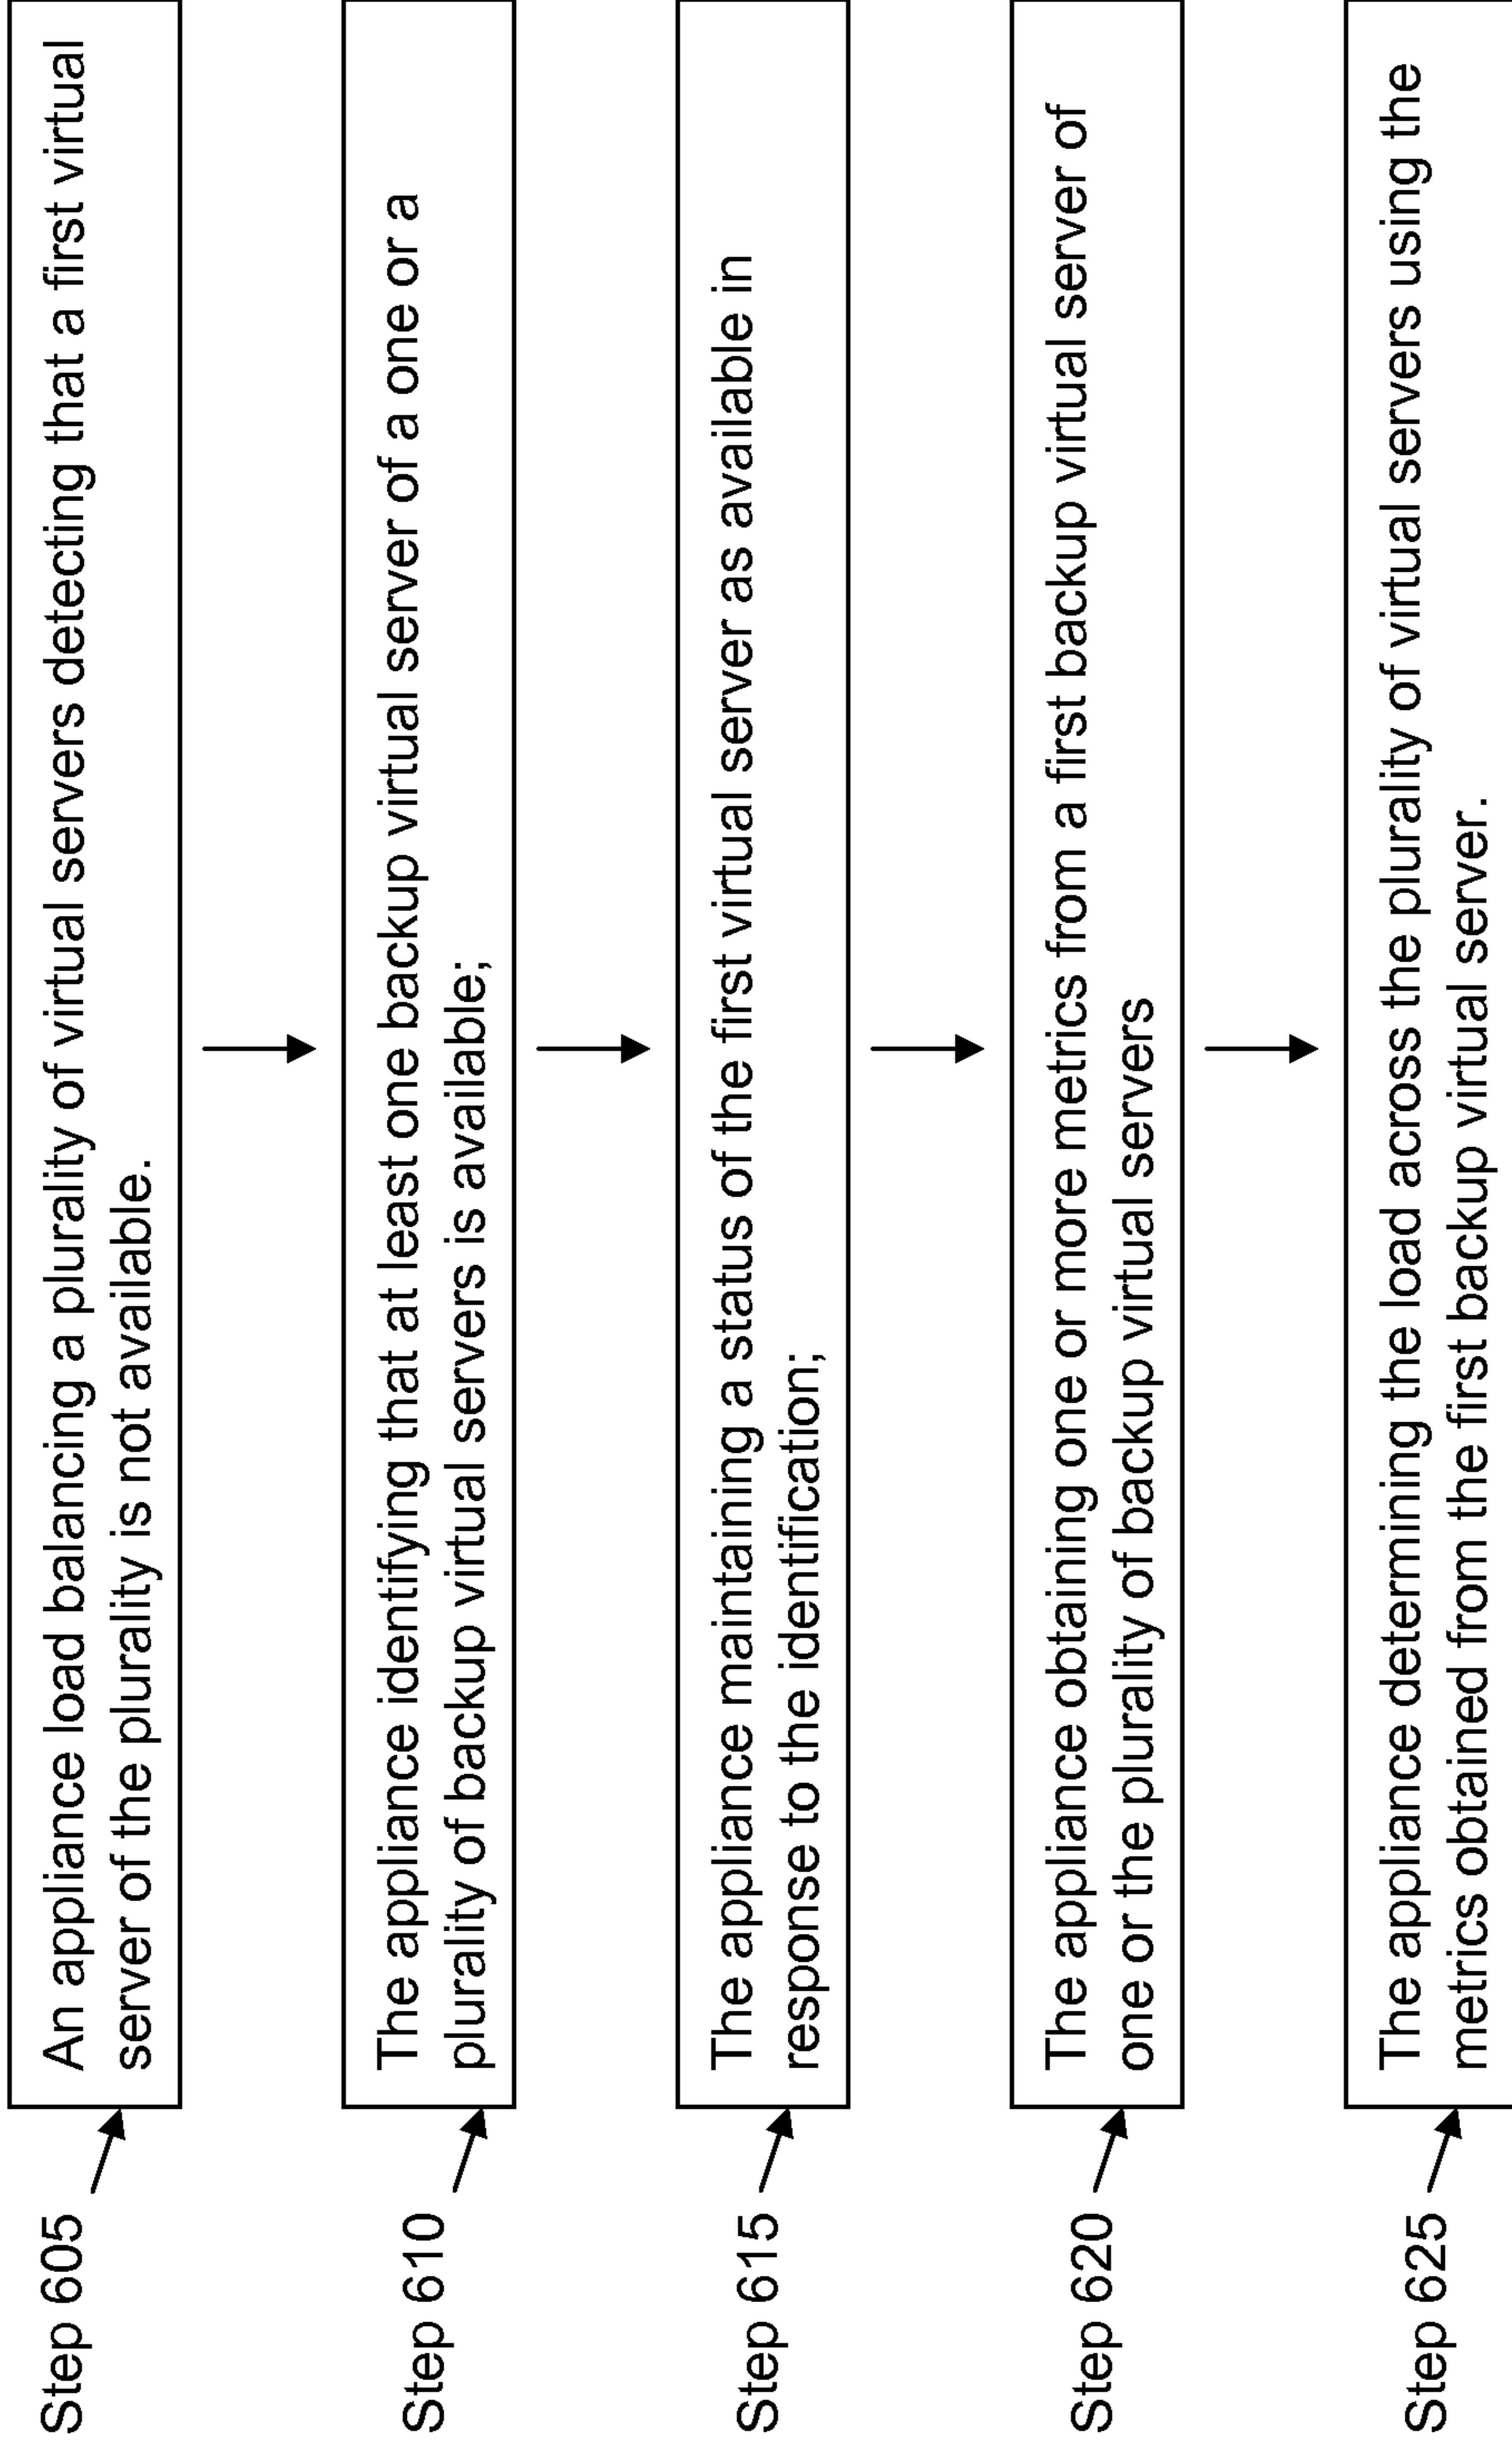 Step 605
An appliance load balancing a plurality of virtual servers detecting that a first virtual
server of the plurality is not available.
Step 610
The appliance identifying that at least one backup virtual server of a one or a
plurality of backup virtual servers is available;
Step 615
The appliance maintaining a status of the first virtual server as available in
response to the identification;
Step 620
The appliance obtaining one or more metrics from a first backup virtual server of
one or the plurality of backup virtual servers
Step 625
The appliance determining the load across the plurality of virtual servers using the
metrics obtained from the first backup virtual server.